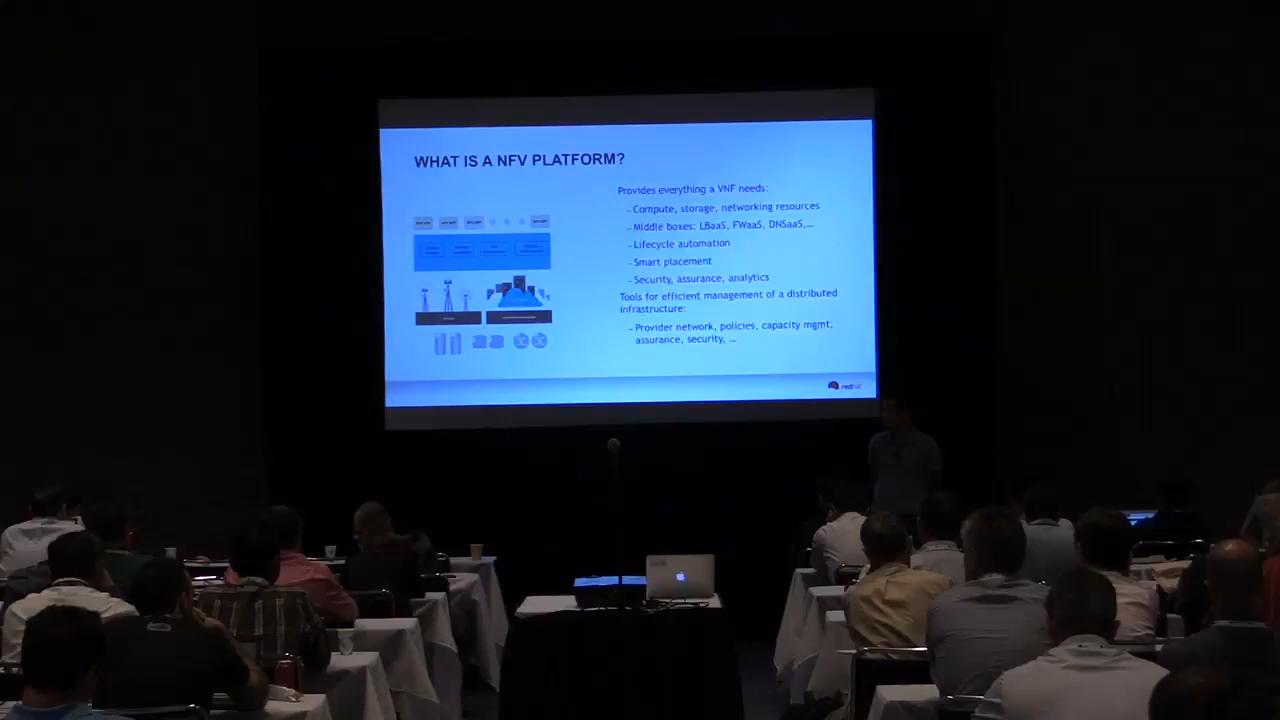 WHAT IS A NFV PLATFORM?
Provides everything a VNF needs:
– Compute, storage, networking resources
– Middle boxes: LBaaS, FWaaS, DNSaaS,...
– Lifecycle automation
– Smart placement
– Security, assurance, analytics
Tools for efficient management of a distributed
infrastructure:
– Provider network, policies, capacity mgmt,
assurance, security, ...
redhat